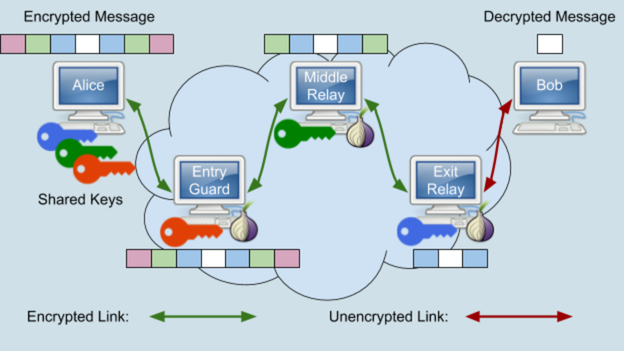 Encrypted Message
Decrypted Message
Alice
Middle
Relay
Bob
Entry
Guard
Exit
Relay
Shared Keys
Encrypted Link:
Unencrypted Link: